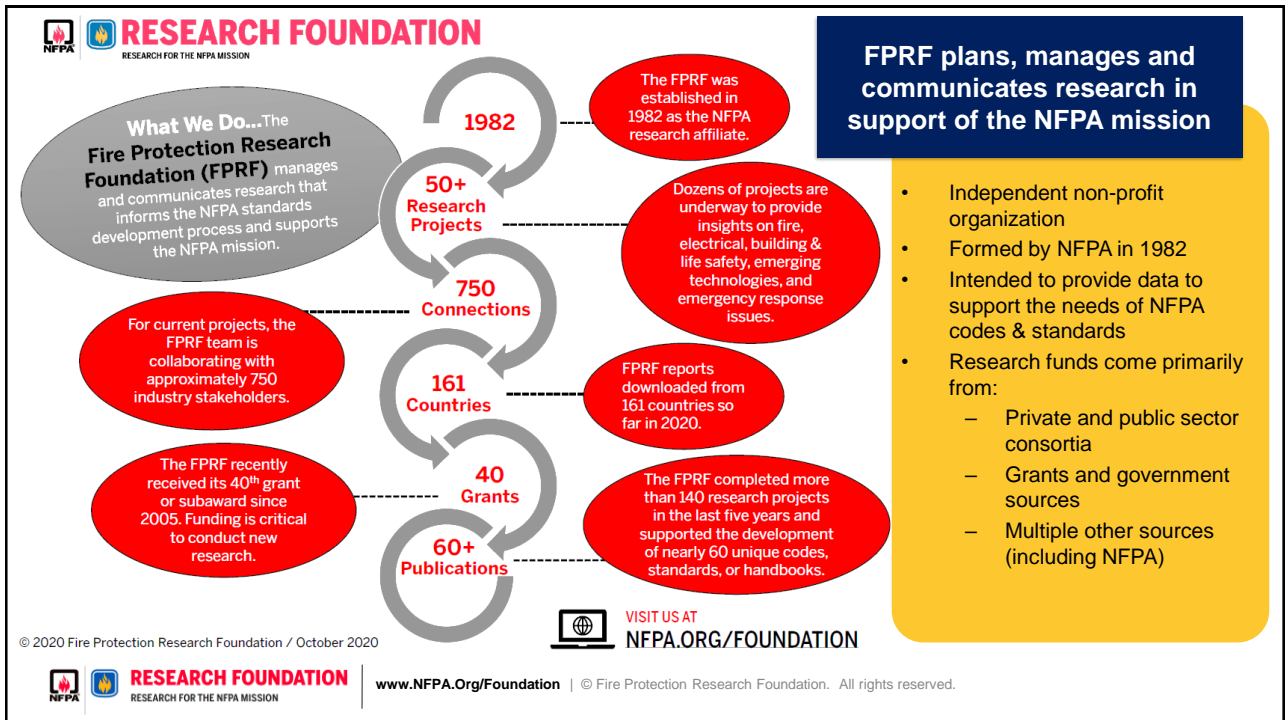 NFPA
RESEARCH FOUNDATION
RESEARCH FOR THE NFPA MISSION
What We Do...The
Fire Protection Research
Foundation (FPRF) manages
and communicates research that
informs the NFPA standards
development process and supports
the NFPA mission.
1982
The FPRF was
established in
1982 as the NFPA
research affiliate.
50+
Research
Projects
Dozens of projects are
underway to provide
insights on fire,
electrical, building &
life safety, emerging
technologies, and
emergency response
issues.
750
Connections
For current projects, the
FPRF team is
collaborating with
approximately 750
industry stakeholders.
161
Countries
FPRF reports
downloaded from
161 countries so
far in 2020.
40
Grants
The FPRF recently
received its 40th grant
or subaward since
2005. Funding is critical
to conduct new
research.
60+
Publications
The FPRF completed more
than 140 research projects
in the last five years and
supported the development
of nearly 60 unique codes,
standards, or handbooks.
VISIT US AT
NFPA.ORG/FOUNDATION
© 2020 Fire Protection Research Foundation / October 2020
FPRF plans, manages and
communicates research in
support of the NFPA mission
• Independent non-profit
organization
• Formed by NFPA in 1982
• Intended to provide data to
support the needs of NFPA
codes & standards
• Research funds come primarily
from:
– Private and public sector
consortia
– Grants and government
sources
– Multiple other sources
(including NFPA)
NFPA
RESEARCH FOUNDATION
RESEARCH FOR THE NFPA MISSION
www.NFPA.Org/Foundation | © Fire Protection Research Foundation. All rights reserved.